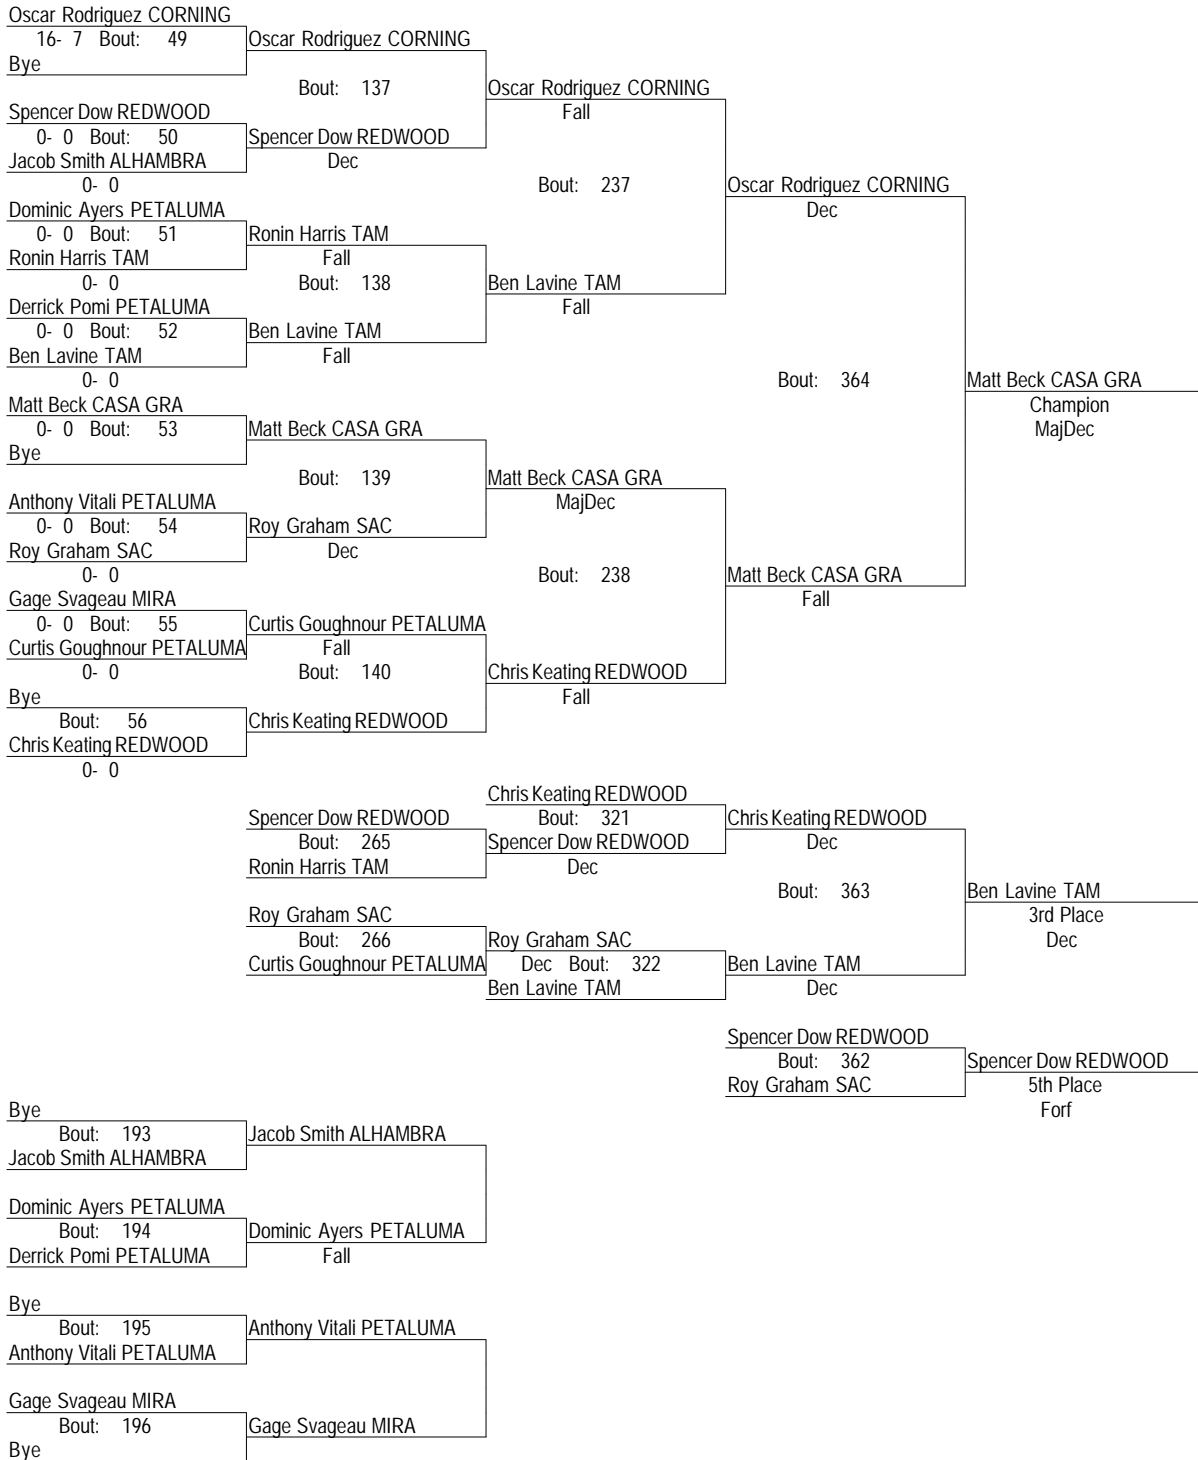 Oscar Rodriguez CORNING
16- 7 Bout: 49 Oscar Rodriguez CORNING
Bye
Bout: 137 Oscar Rodriguez CORNING
Spencer Dow REDWOOD Fall
0- 0 Bout: 50 Spencer Dow REDWOOD
Jacob Smith ALHAMBRA Dec
0- 0 Bout: 237 Oscar Rodriguez CORNING
Dominic Ayers PETALUMA Dec
0- 0 Bout: 51 Ronin Harris TAM
Ronin Harris TAM Fall
0- 0 Bout: 138 Ben Lavine TAM
Derrick Pomi PETALUMA Fall
0- 0 Bout: 52 Ben Lavine TAM
Ben Lavine TAM Fall
0- 0 Bout: 364 Matt Beck CASA GRA
Matt Beck CASA GRA Champion
0- 0 Bout: 53 Matt Beck CASA GRA MajDec
Bye
Bout: 139 Matt Beck CASA GRA
Anthony Vitali PETALUMA MajDec
0- 0 Bout: 54 Roy Graham SAC
Roy Graham SAC Dec
0- 0 Bout: 238 Matt Beck CASA GRA
Gage Svageau MIRA Fall
0- 0 Bout: 55 Curtis Goughnour PETALUMA
Curtis Goughnour PETALUMA Fall
0- 0 Bout: 140 Chris Keating REDWOOD
Bye Fall
Bout: 56 Chris Keating REDWOOD
Chris Keating REDWOOD
0- 0
Chris Keating REDWOOD
Spencer Dow REDWOOD Bout: 321 Chris Keating REDWOOD
Bout: 265 Spencer Dow REDWOOD Dec
Ronin Harris TAM Dec
Bout: 363 Ben Lavine TAM
Roy Graham SAC 3rd Place
Bout: 266 Roy Graham SAC Dec
Curtis Goughnour PETALUMA Dec Bout: 322 Ben Lavine TAM
Ben Lavine TAM Dec
Spencer Dow REDWOOD
Bout: 362 Spencer Dow REDWOOD
Roy Graham SAC 5th Place
Bye Forf
Bout: 193 Jacob Smith ALHAMBRA
Jacob Smith ALHAMBRA
Dominic Ayers PETALUMA
Bout: 194 Dominic Ayers PETALUMA
Derrick Pomi PETALUMA Fall
Bye
Bout: 195 Anthony Vitali PETALUMA
Anthony Vitali PETALUMA
Gage Svageau MIRA
Bout: 196 Gage Svageau MIRA
Bye